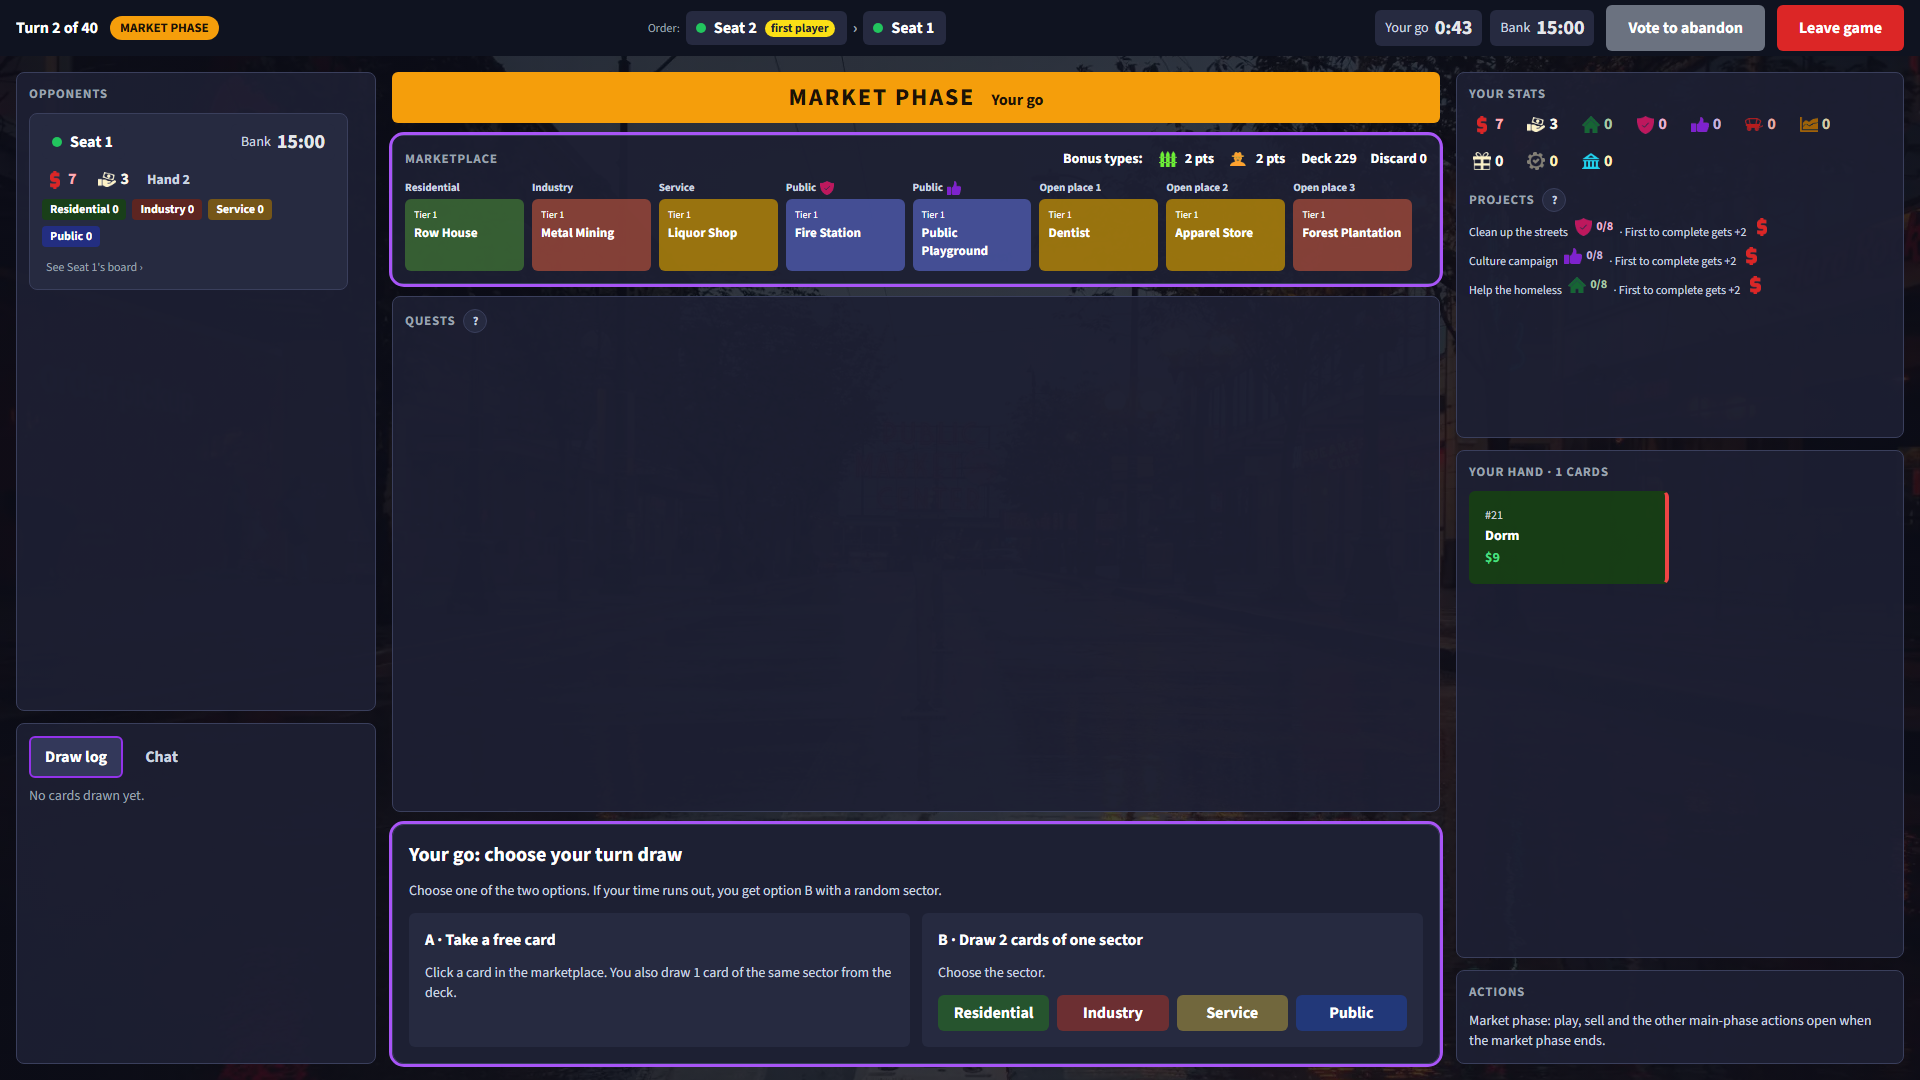 Turn 2 of 40
MARKET PHASE
Order:
Seat 2 first player
›
Seat 1
Your go 0:43
Bank 15:00
Vote to abandon
Leave game
OPPONENTS
Seat 1
Bank 15:00
7
3
Hand 2
Residential 0
Industry 0
Service 0
Public 0
See Seat 1's board ›
Draw log
Chat
No cards drawn yet.
MARKET PHASE Your go
MARKETPLACE
Bonus types:
2 pts
2 pts
Deck 229
Discard 0
Residential
Tier 1
Row House
Industry
Tier 1
Metal Mining
Service
Tier 1
Liquor Shop
Public
Tier 1
Fire Station
Public
Tier 1
Public
Playground
Open place 1
Tier 1
Dentist
Open place 2
Tier 1
Apparel Store
Open place 3
Tier 1
Forest Plantation
QUESTS ?
Your go: choose your turn draw
Choose one of the two options. If your time runs out, you get option B with a random sector.
A · Take a free card
Click a card in the marketplace. You also draw 1 card of the same sector from the
deck.
B · Draw 2 cards of one sector
Choose the sector.
Residential
Industry
Service
Public
YOUR STATS
7
3
0
0
0
0
0
0
0
0
PROJECTS ?
Clean up the streets 0/8 · First to complete gets +2
Culture campaign 0/8 · First to complete gets +2
Help the homeless 0/8 · First to complete gets +2
YOUR HAND · 1 CARDS
#21
Dorm
$9
ACTIONS
Market phase: play, sell and the other main-phase actions open when
the market phase ends.